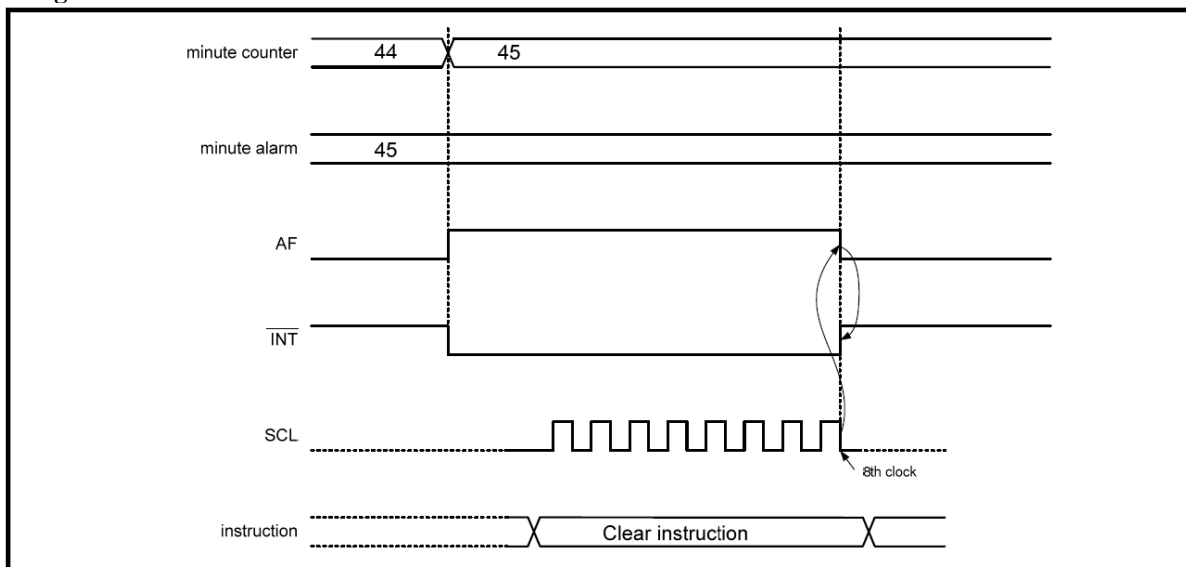 minute counter
44
45
minute alarm
45
AF
INT
SCL
8th clock
instruction
Clear instruction